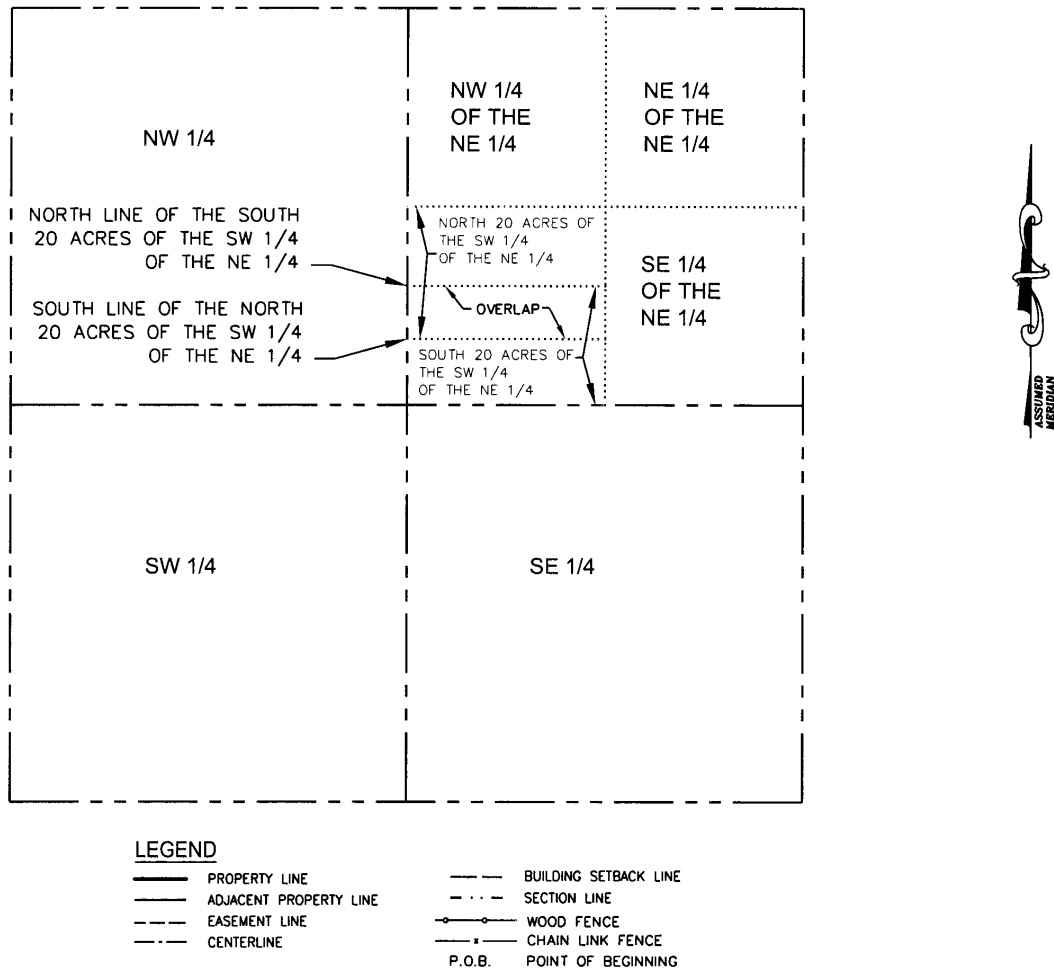 NW 1/4
NW 1/4
OF THE
NE 1/4
NE 1/4
OF THE
NE 1/4
NORTH LINE OF THE SOUTH
20 ACRES OF THE SW 1/4
OF THE NE 1/4
NORTH 20 ACRES OF
THE SW 1/4
OF THE NE 1/4
SE 1/4
OF THE
NE 1/4
OVERLAP
SOUTH LINE OF THE NORTH
20 ACRES OF THE SW 1/4
OF THE NE 1/4
SOUTH 20 ACRES OF
THE SW 1/4
OF THE NE 1/4
ASSUMED
MERIDIAN
SW 1/4
SE 1/4
LEGEND
PROPERTY LINE
ADJACENT PROPERTY LINE
EASEMENT LINE
CENTERLINE
BUILDING SETBACK LINE
SECTION LINE
WOOD FENCE
x CHAIN LINK FENCE
P.O.B. POINT OF BEGINNING